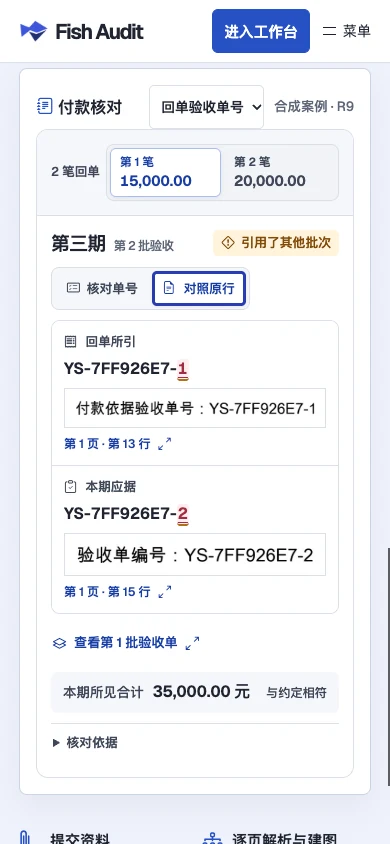 Fish Audit
进入工作台
菜单
付款核对
回单验收单号
合成案例 · R9
2 笔回单
第 1 笔
15,000.00
第 2 笔
20,000.00
第三期
第 2 批验收
引用了其他批次
核对单号
对照原行
回单所引
YS-7FF926E7-1
付款依据验收单号：YS-7FF926E7-1
第 1 页 · 第 13 行
本期应据
YS-7FF926E7-2
验收单编号：YS-7FF926E7-2
第 1 页 · 第 15 行
查看第 1 批验收单
本期所见合计 35,000.00 元 与约定相符
核对依据
提交资料
逐页解析与建图